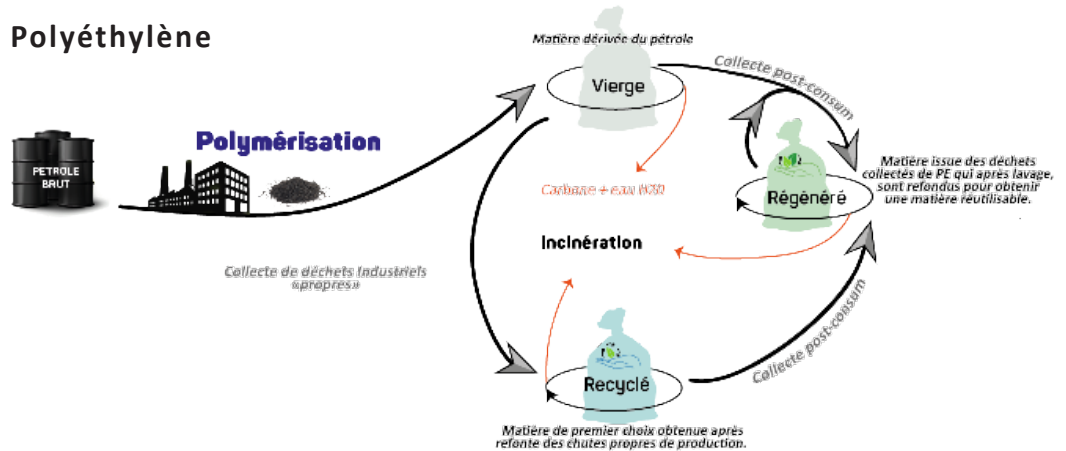 Polyéthylène
Matière dérivée du pétrole
Vierge
Collecte post-consum
PETROLE
BRUT
Polymérisation
Carbone + eau H2O
Régénéré
Matière issue des déchets
collectés de PE qui après lavage,
sont refondus pour obtenir
une matière réutilisable.
Incinération
Collecte de déchets industriels
«propres»
Recyclé
Collecte post-consum
Matière de premier choix obtenue après
refonte des chutes propres de production.